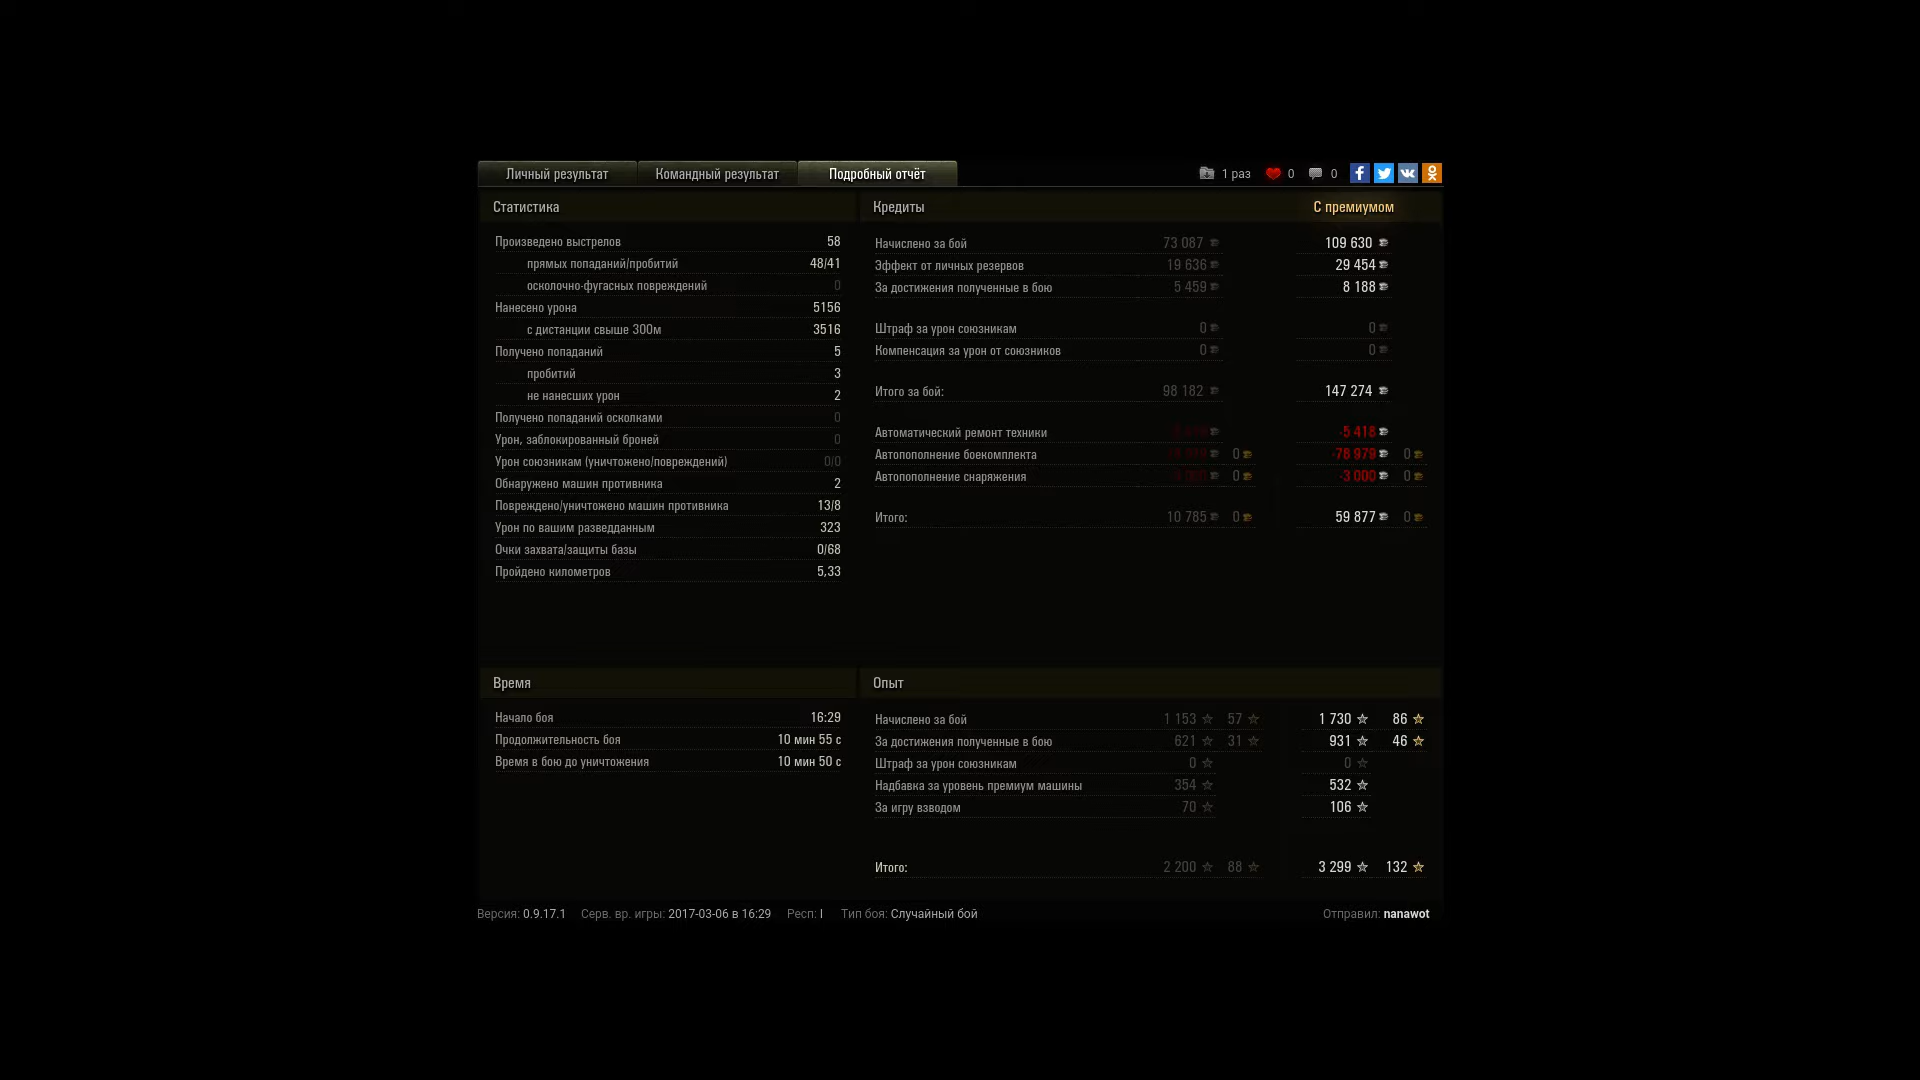 Личный результат Командный результат Подробный отчёт 1 раз 0 0
Статистика
Произведено выстрелов 58
прямых попаданий/пробитий 48/41
осколочно-фугасных повреждений 0
Нанесено урона 5156
с дистанции свыше 300м 3516
Получено попаданий 5
пробитий 3
не нанесших урон 2
Получено попаданий осколками 0
Урон, заблокированный броней 0
Урон союзникам (уничтожено/повреждений) 0/0
Обнаружено машин противника 2
Повреждено/уничтожено машин противника 13/8
Урон по вашим разведданным 323
Очки захвата/защиты базы 0/68
Пройдено километров 5,33
Кредиты С премиумом
Начислено за бой 73 087 109 630
Эффект от личных резервов 19 636 29 454
За достижения полученные в бою 5 459 8 188
Штраф за урон союзникам 0 0
Компенсация за урон от союзников 0 0
Итого за бой: 98 182 147 274
Автоматический ремонт техники -5 418
Автопополнение боекомплекта 0 -78 979 0
Автопополнение снаряжения 0 -3 000 0
Итого: 10 785 0 59 877 0
Время
Начало боя 16:29
Продолжительность боя 10 мин 55 с
Время в бою до уничтожения 10 мин 50 с
Опыт
Начислено за бой 1 153 57 1 730 86
За достижения полученные в бою 621 31 931 46
Штраф за урон союзникам 0 0
Надбавка за уровень премиум машины 354 532
За игру взводом 70 106
Итого: 2 200 88 3 299 132
Версия: 0.9.17.1 Серв. вр. игры: 2017-03-06 в 16:29 Респ: I Тип боя: Случайный бой Отправил: nanawot